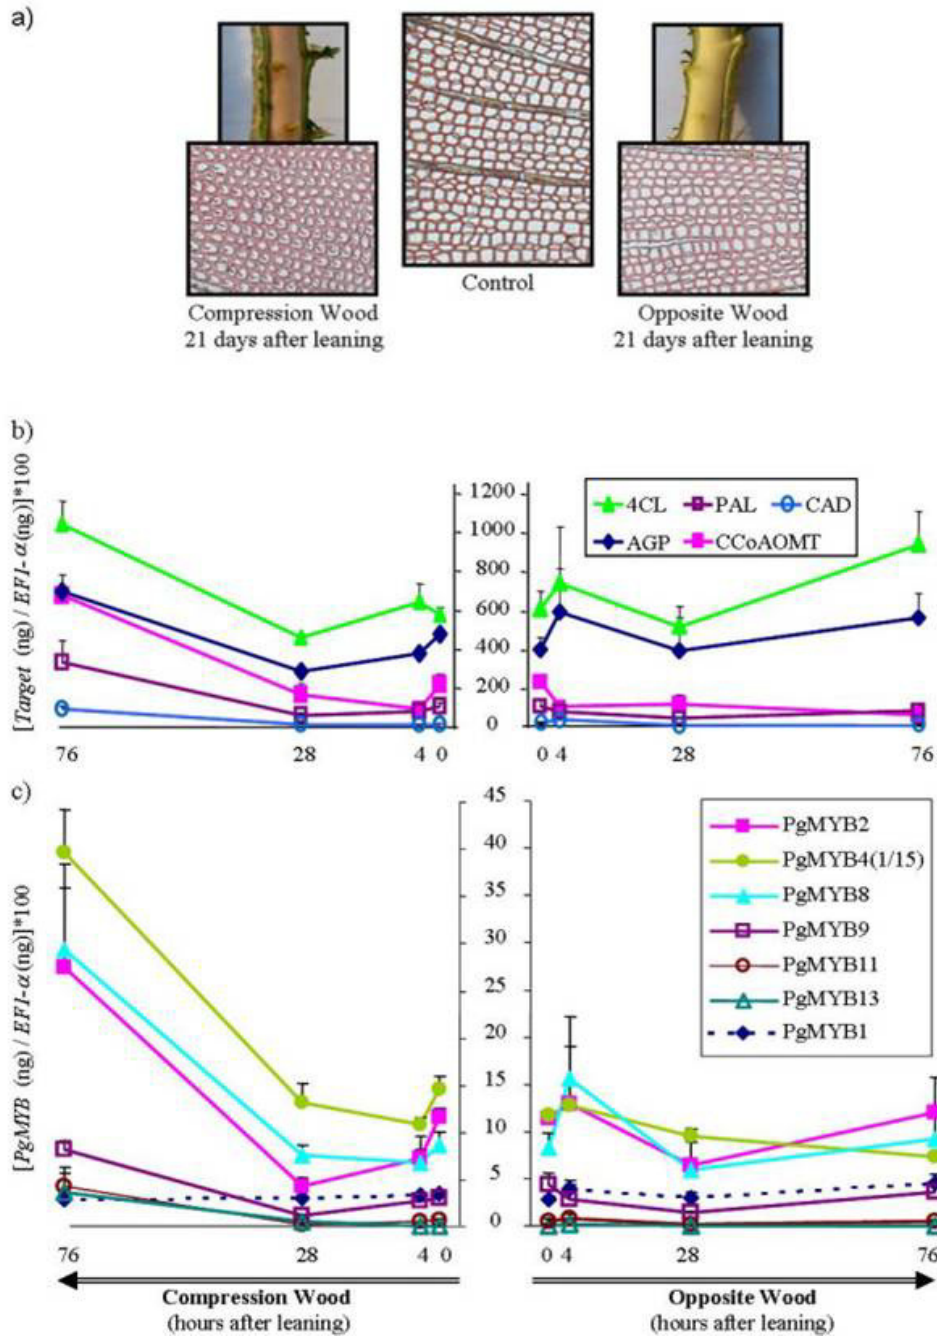 a)
Control
Compression Wood
21 days after leaning
Opposite Wood
21 days after leaning
b)
[Target (ng) / EF1-α(ng)]*100
1200
1000
800
600
400
200
0
4CL PAL CAD
AGP CCoAOMT
76 28 4 0
0 4 28 76
c)
[PgMYB (ng) / EF1-α(ng)]*100
45
40
35
30
25
20
15
10
5
0
PgMYB2
PgMYB4(1/15)
PgMYB8
PgMYB9
PgMYB11
PgMYB13
PgMYB1
76 28 4 0
0 4 28 76
Compression Wood
(hours after leaning)
Opposite Wood
(hours after leaning)